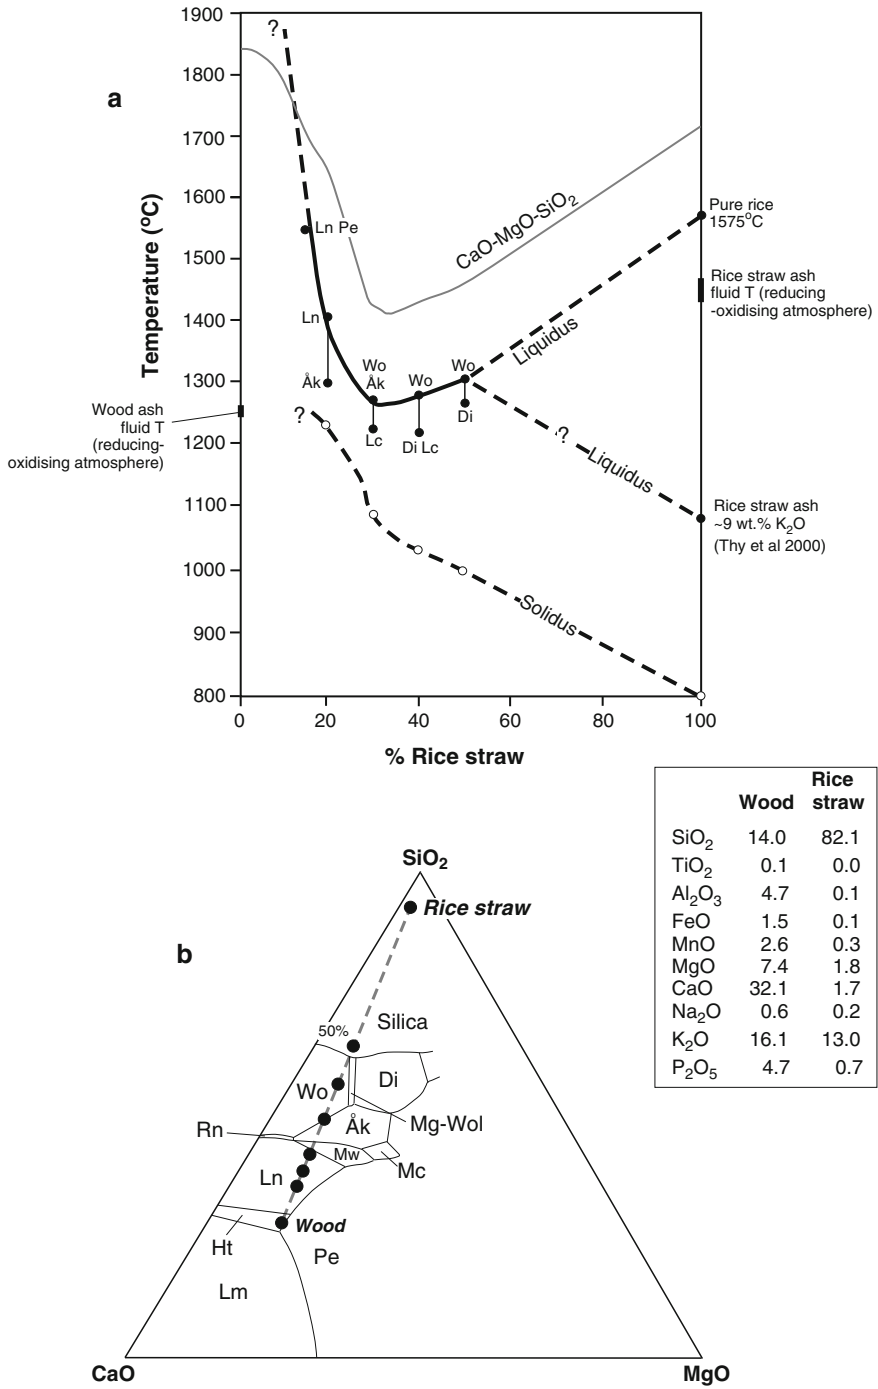 a
Temperature (°C)
1900
1800
1700
1600
1500
1400
1300
1200
1100
1000
900
800
0
20
40
60
80
100
% Rice straw
?
CaO-MgO-SiO2
Ln Pe
Ln
Åk
Wo
Åk
Lc
Wo
Di Lc
Wo
Di
Liquidus
?
Liquidus
?
Solidus
Pure rice
1575°C
Rice straw ash
fluid T (reducing
-oxidising atmosphere)
Rice straw ash
~9 wt.% K2O
(Thy et al 2000)
Wood ash
fluid T
(reducing-
oxidising atmosphere)
Wood Rice straw
SiO2 14.0 82.1
TiO2 0.1 0.0
Al2O3 4.7 0.1
FeO 1.5 0.1
MnO 2.6 0.3
MgO 7.4 1.8
CaO 32.1 1.7
Na2O 0.6 0.2
K2O 16.1 13.0
P2O5 4.7 0.7
b
SiO2
Rice straw
Silica
50%
Wo
Di
Åk
Mg-Wol
Rn
Mw
Mc
Ln
Wood
Ht
Pe
Lm
CaO
MgO